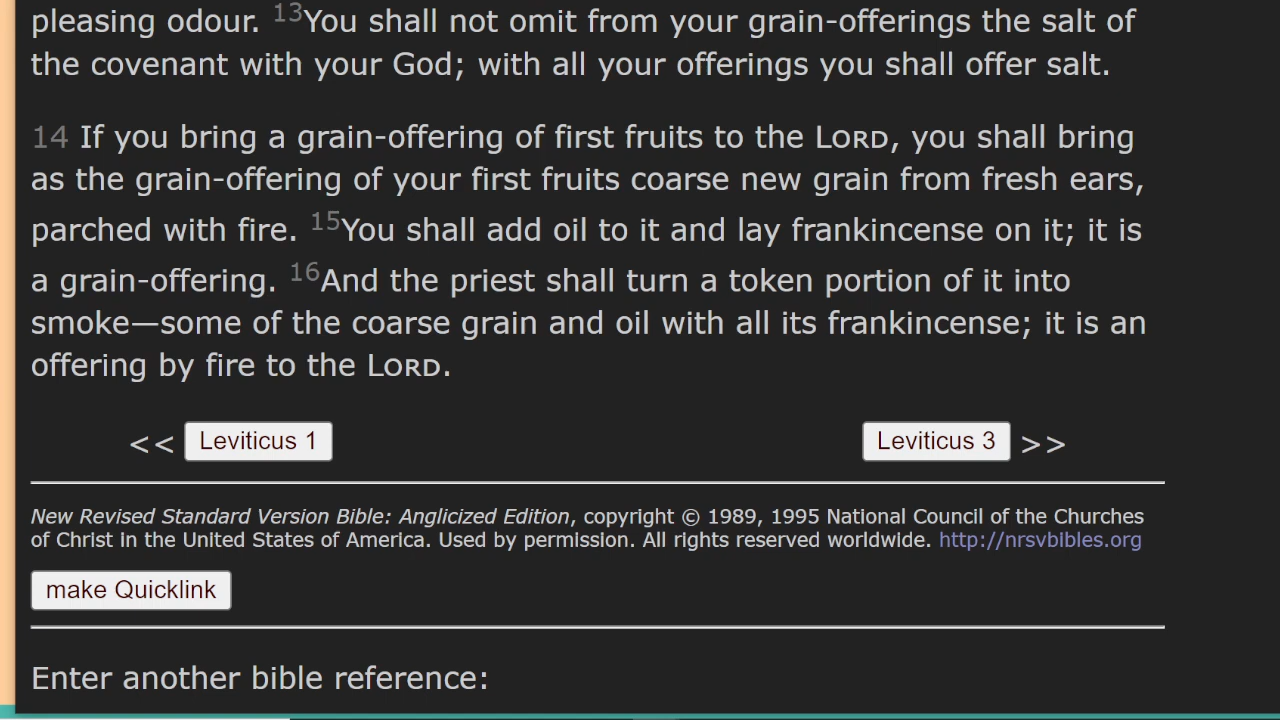 pleasing odour. 13You shall not omit from your grain-offerings the salt of
the covenant with your God; with all your offerings you shall offer salt.
14 If you bring a grain-offering of first fruits to the LORD, you shall bring
as the grain-offering of your first fruits coarse new grain from fresh ears,
parched with fire. 15You shall add oil to it and lay frankincense on it; it is
a grain-offering. 16And the priest shall turn a token portion of it into
smoke—some of the coarse grain and oil with all its frankincense; it is an
offering by fire to the LORD.
<< Leviticus 1 Leviticus 3 >>
New Revised Standard Version Bible: Anglicized Edition, copyright © 1989, 1995 National Council of the Churches
of Christ in the United States of America. Used by permission. All rights reserved worldwide. http://nrsvbibles.org
make Quicklink
Enter another bible reference: